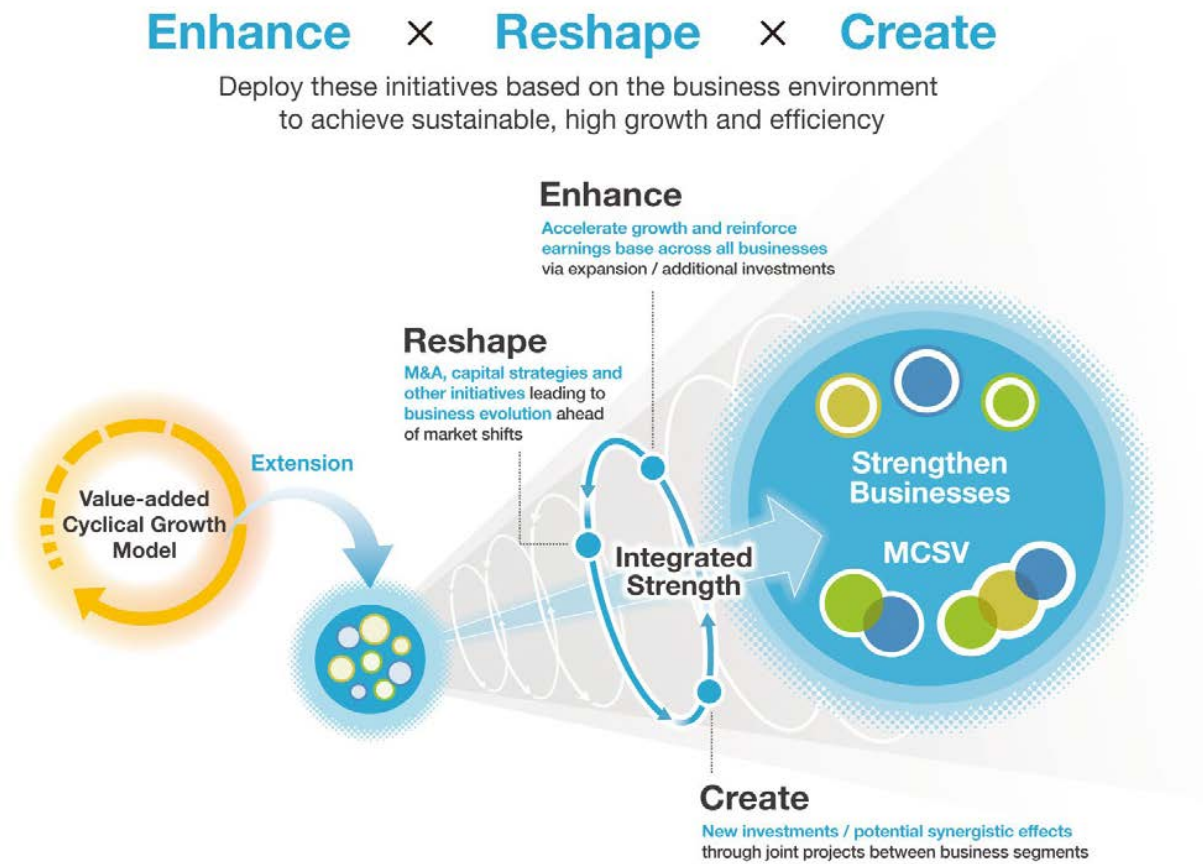 Enhance × Reshape × Create
Deploy these initiatives based on the business environment
to achieve sustainable, high growth and efficiency
Enhance
Accelerate growth and reinforce
earnings base across all businesses
via expansion / additional investments
Reshape
M&A, capital strategies and
other initiatives leading to
business evolution ahead
of market shifts
Extension
Value-added
Cyclical Growth
Model
Integrated
Strength
Strengthen
Businesses
MCSV
Create
New investments / potential synergistic effects
through joint projects between business segments